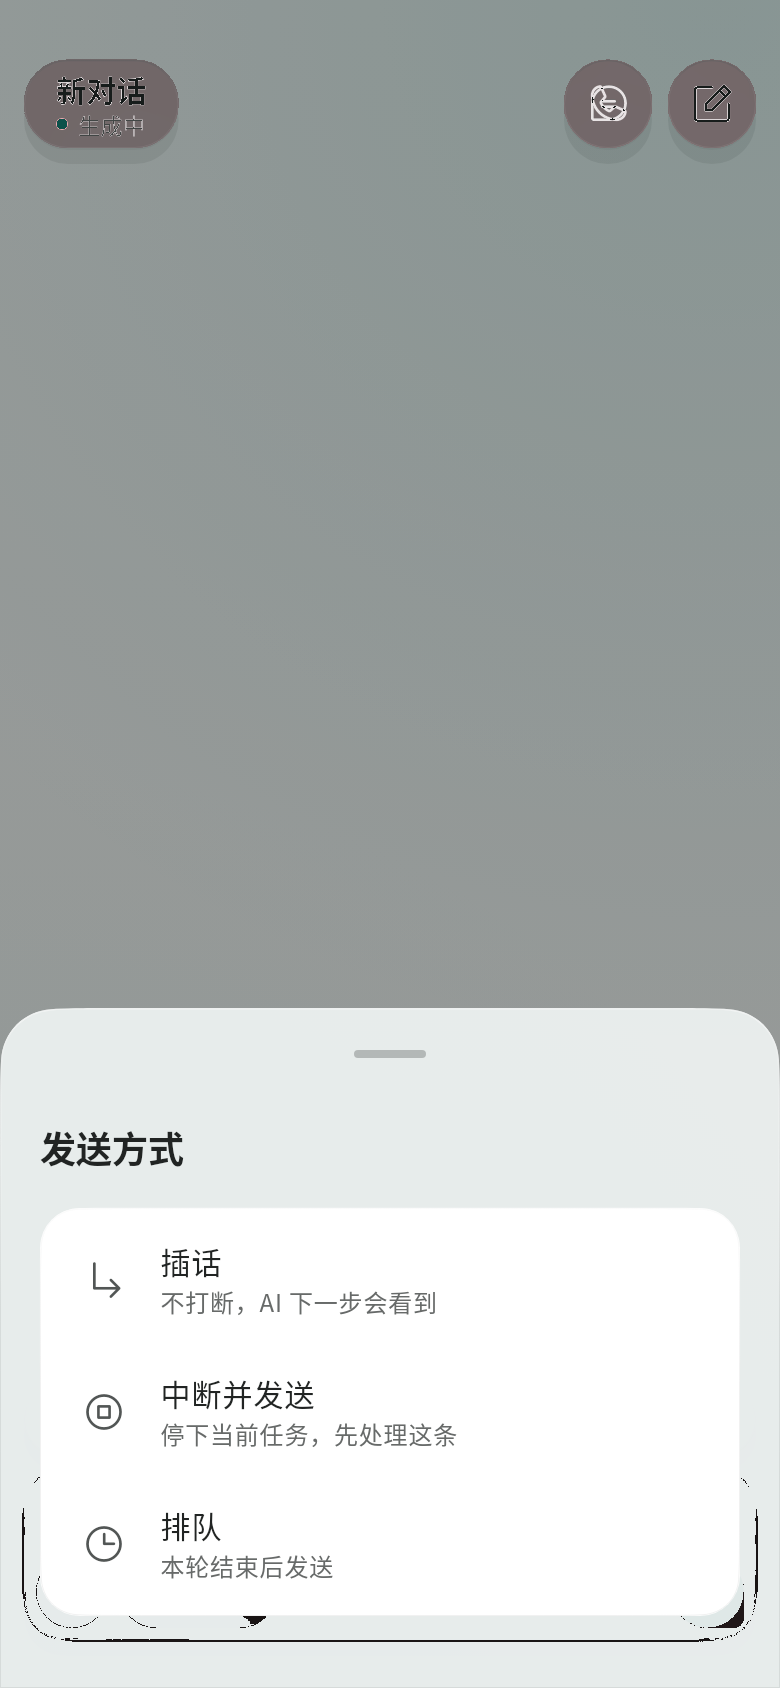 新对话
生成中
发送方式
插话
不打断，AI 下一步会看到
中断并发送
停下当前任务，先处理这条
排队
本轮结束后发送